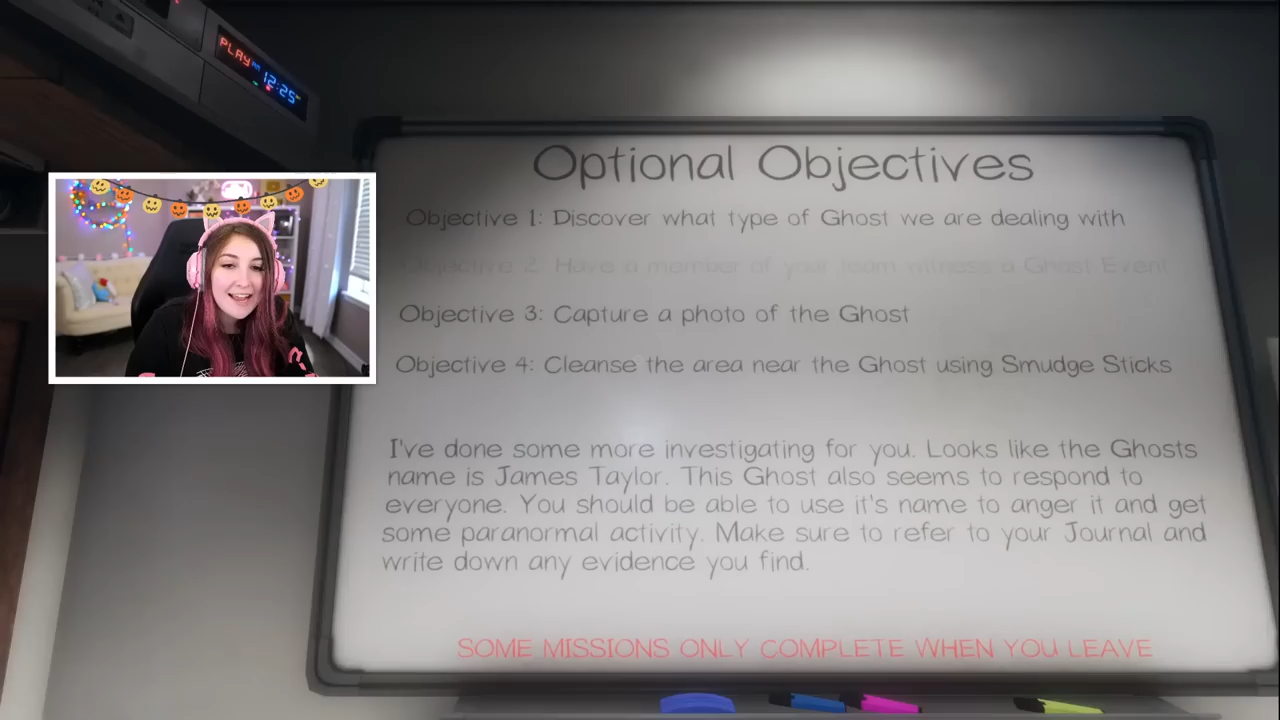 PLAY AM 12:25
Optional Objectives
Objective 1: Discover what type of Ghost we are dealing with
Objective 2: Have a member of your team witness a Ghost Event
Objective 3: Capture a photo of the Ghost
Objective 4: Cleanse the area near the Ghost using Smudge Sticks
I've done some more investigating for you. Looks like the Ghosts
name is James Taylor. This Ghost also seems to respond to
everyone. You should be able to use it's name to anger it and get
some paranormal activity. Make sure to refer to your Journal and
write down any evidence you find.
SOME MISSIONS ONLY COMPLETE WHEN YOU LEAVE